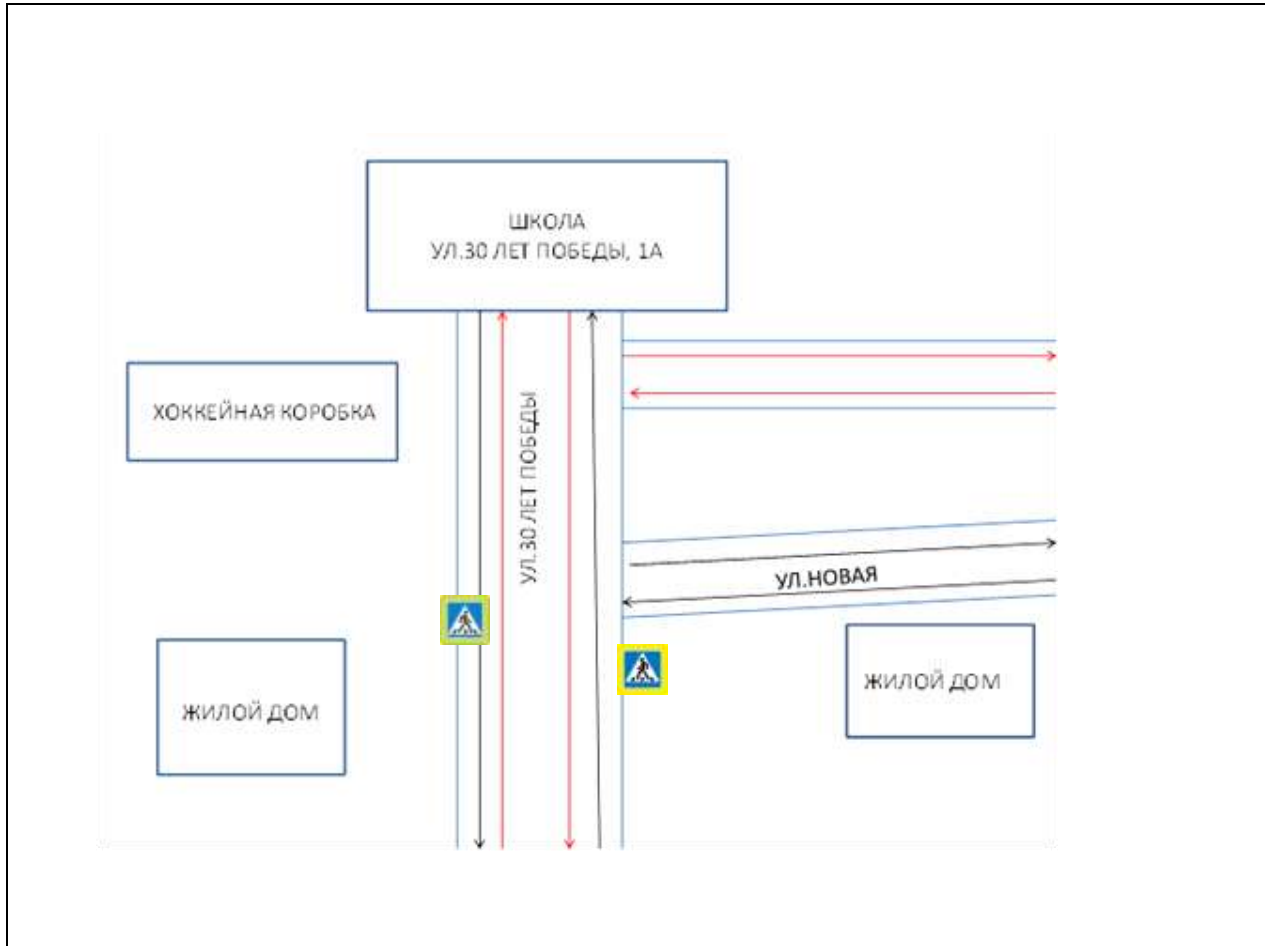 ШКОЛА
УЛ.30 ЛЕТ ПОБЕДЫ, 1А
ХОККЕЙНАЯ КОРОБКА
УЛ.30 ЛЕТ ПОБЕДЫ
УЛ.НОВАЯ
ЖИЛОЙ ДОМ
ЖИЛОЙ ДОМ